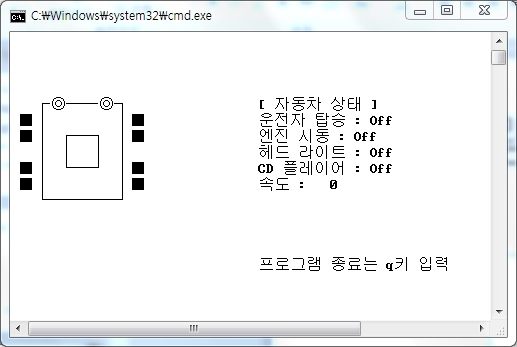 C:₩Windows₩system32₩cmd.exe
[ 자동차 상태 ]
운전자 탑승 : Off
엔진 시동 : Off
헤드 라이트 : Off
CD 플레이어 : Off
속도 : 0
프로그램 종료는 q키 입력